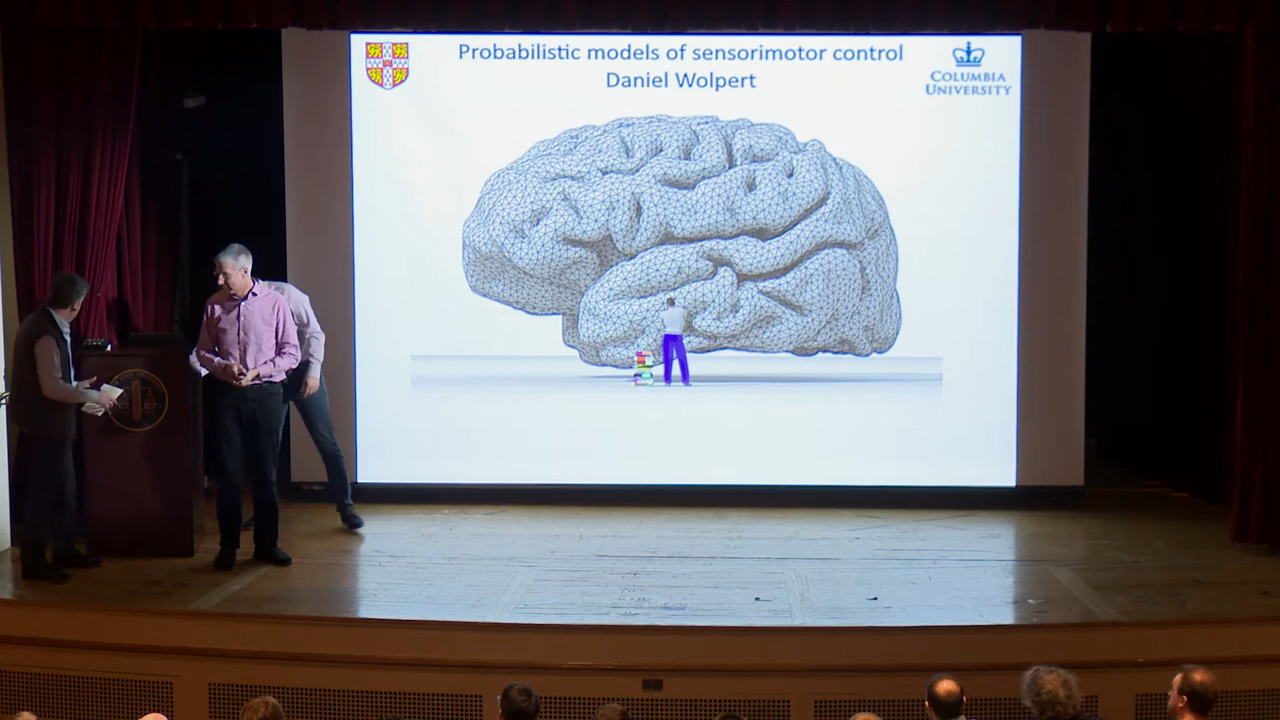 Probabilistic models of sensorimotor control
Daniel Wolpert
COLUMBIA
UNIVERSITY